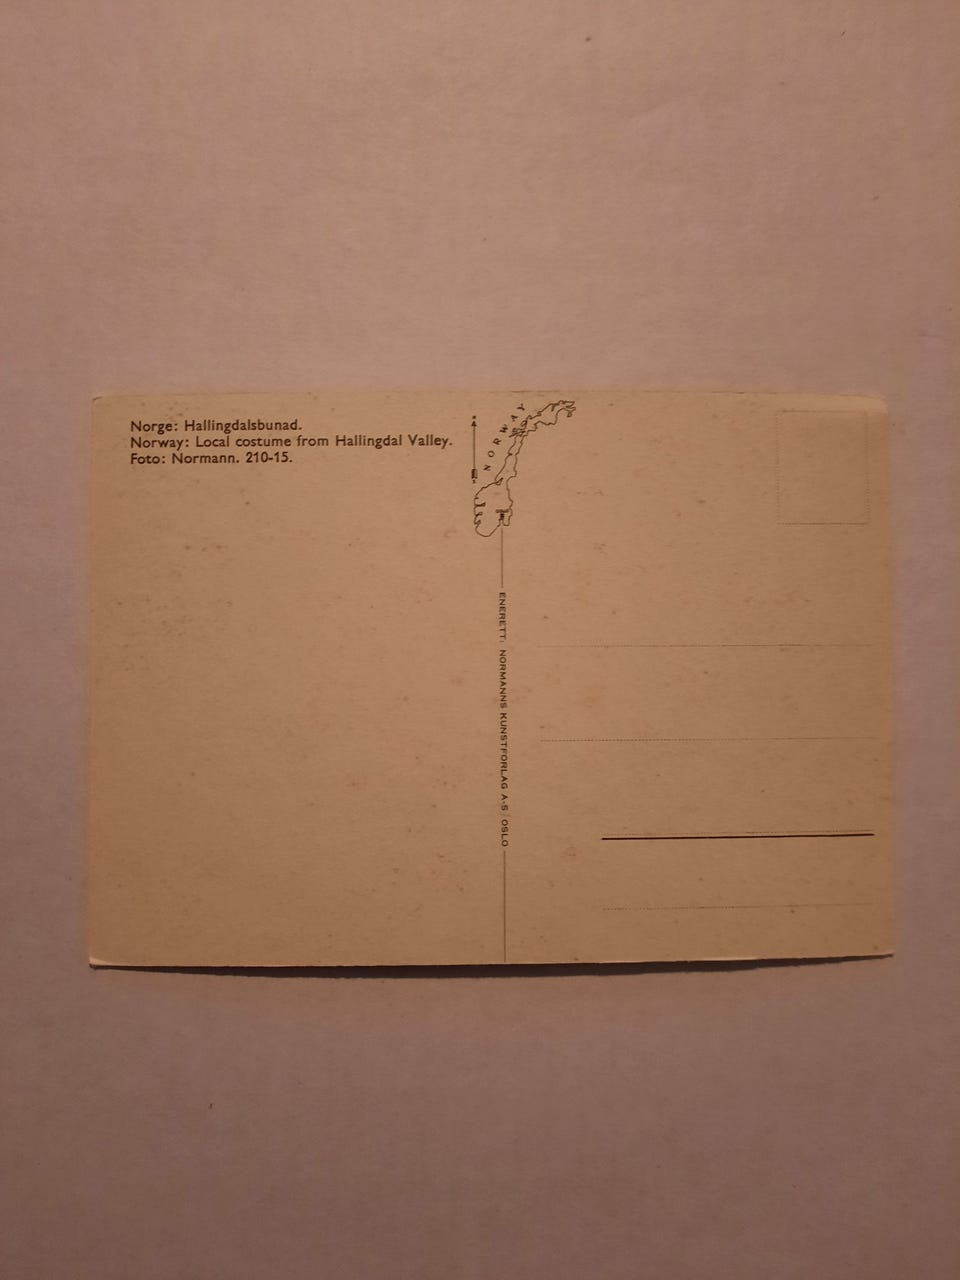 Norge: Hallingdalsbunad.
Norway: Local costume from Hallingdal Valley.
Foto: Normann. 210-15.
NORWAY
ENERETT: NORMANNS KUNSTFORLAG A-S/OSLO